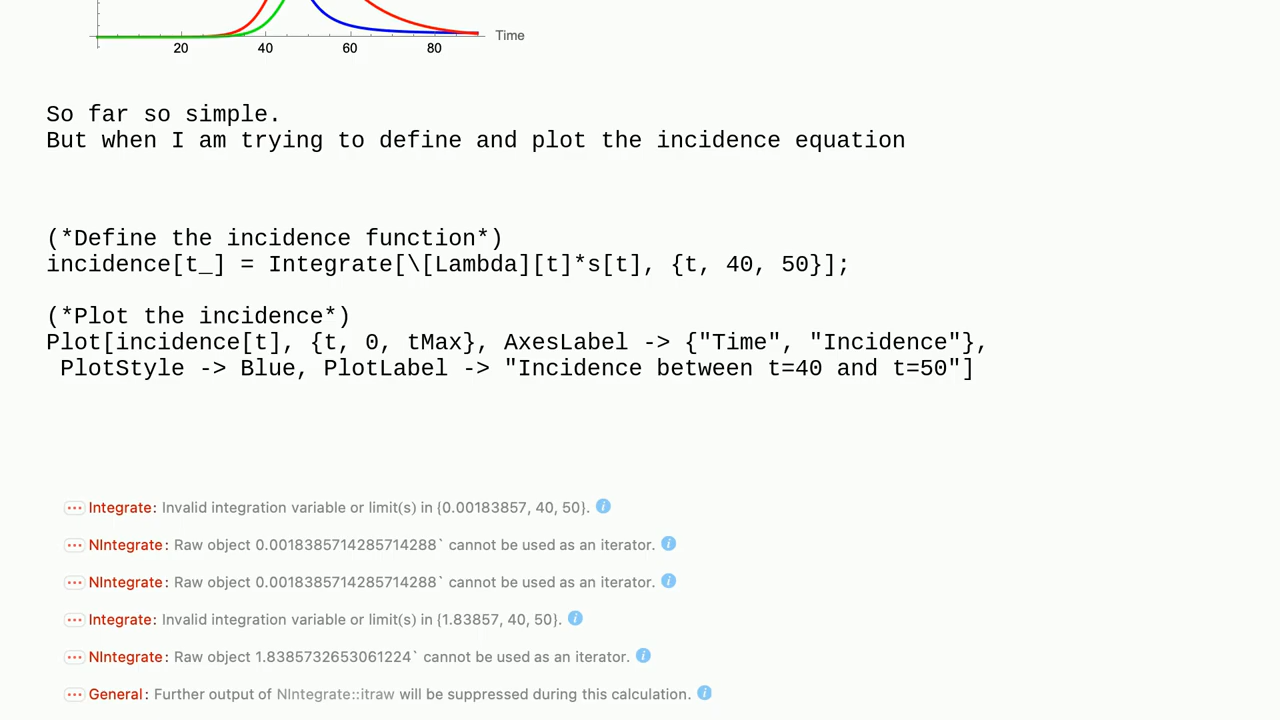 Time
20 40 60 80
So far so simple.
But when I am trying to define and plot the incidence equation
(*Define the incidence function*)
incidence[t_] = Integrate[\[Lambda][t]*s[t], {t, 40, 50}];
(*Plot the incidence*)
Plot[incidence[t], {t, 0, tMax}, AxesLabel -> {"Time", "Incidence"},
PlotStyle -> Blue, PlotLabel -> "Incidence between t=40 and t=50"]
Integrate: Invalid integration variable or limit(s) in {0.00183857, 40, 50}.
NIntegrate: Raw object 0.0018385714285714288` cannot be used as an iterator.
NIntegrate: Raw object 0.0018385714285714288` cannot be used as an iterator.
Integrate: Invalid integration variable or limit(s) in {1.83857, 40, 50}.
NIntegrate: Raw object 1.8385732653061224` cannot be used as an iterator.
General: Further output of NIntegrate::itraw will be suppressed during this calculation.